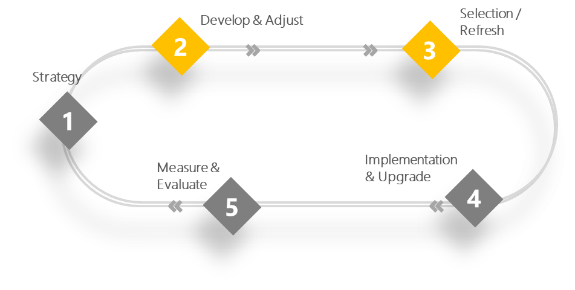 Strategy
1
2
Develop & Adjust
3
Selection /
Refresh
4
Implementation
& Upgrade
5
Measure &
Evaluate